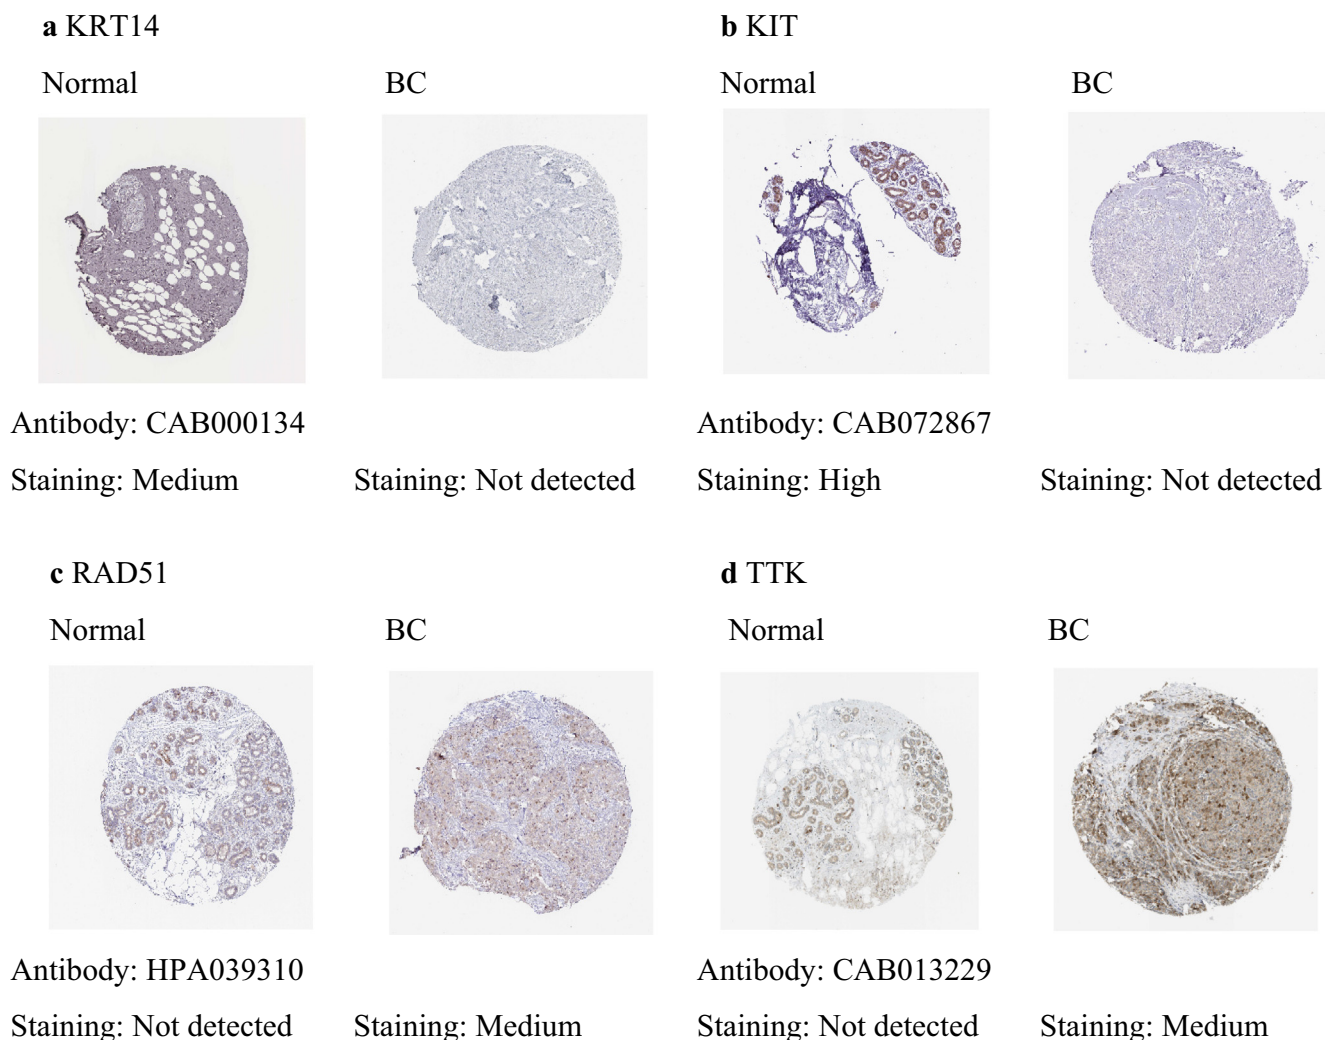 a KRT14
Normal BC
Antibody: CAB000134
Staining: Medium Staining: Not detected
b KIT
Normal BC
Antibody: CAB072867
Staining: High Staining: Not detected
c RAD51
Normal BC
Antibody: HPA039310
Staining: Not detected Staining: Medium
d TTK
Normal BC
Antibody: CAB013229
Staining: Not detected Staining: Medium